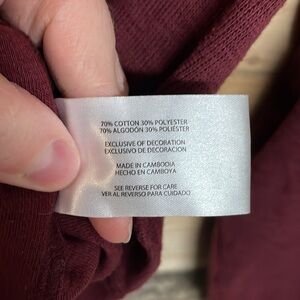 70% COTTON 30% POLYESTER
70% ALGODÓN 30% POLIÉSTER
EXCLUSIVE OF DECORATION
EXCLUSIVO DE DECORACION
MADE IN CAMBODIA
HECHO EN CAMBOYA
SEE REVERSE FOR CARE
VER AL REVERSO PARA CUIDADO